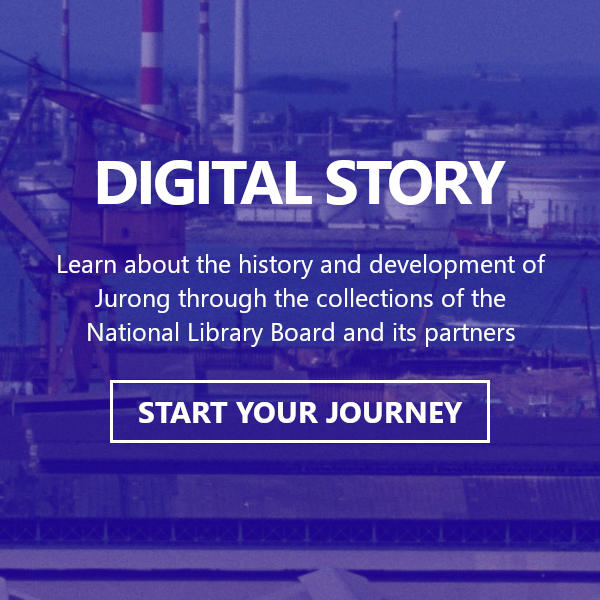 DIGITAL STORY
Learn about the history and development of
Jurong through the collections of the
National Library Board and its partners
START YOUR JOURNEY